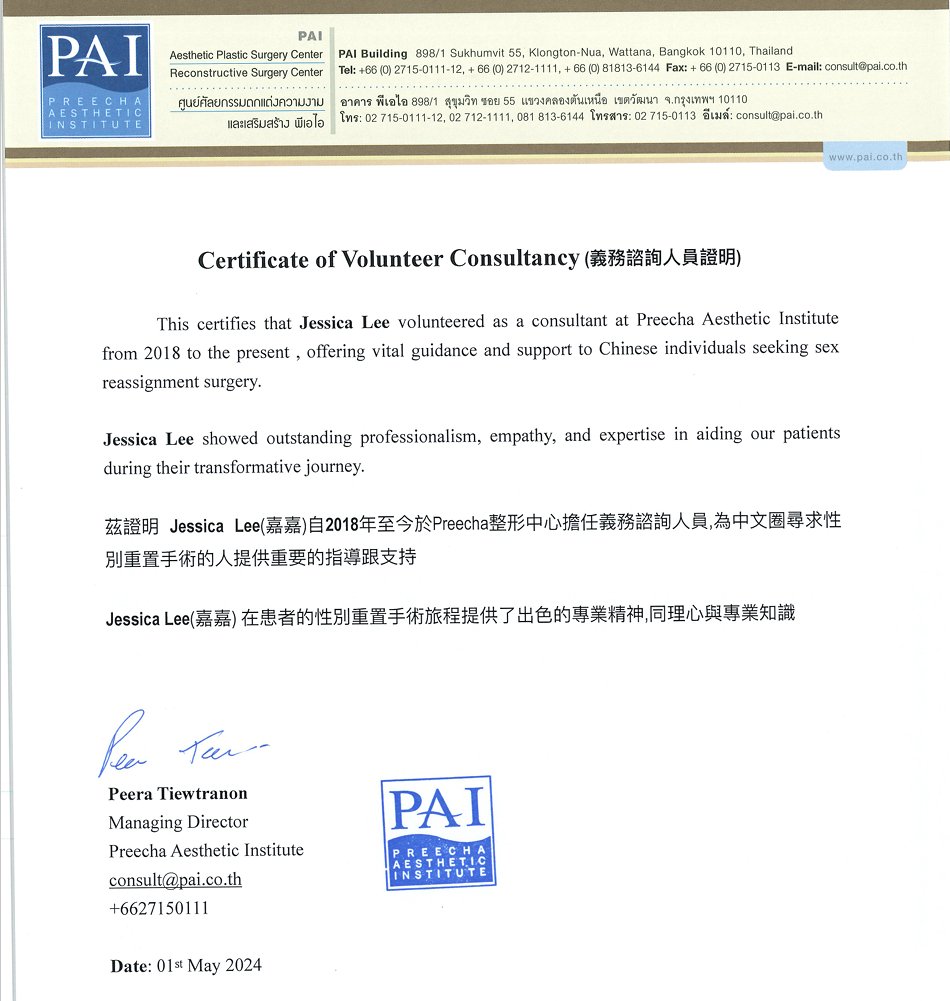 PAI
PREECHA
AESTHETIC
INSTITUTE
PAI
Aesthetic Plastic Surgery Center
Reconstructive Surgery Center
ศูนย์ศัลยกรรมตกแต่งความงาม
และเสริมสร้าง พีเอไอ
PAI Building 898/1 Sukhumvit 55, Klongton-Nua, Wattana, Bangkok 10110, Thailand
Tel: +66 (0) 2715-0111-12, + 66 (0) 2712-1111, + 66 (0) 81813-6144 Fax: + 66 (0) 2715-0113 E-mail: consult@pai.co.th
อาคาร พีเอไอ 898/1 สุขุมวิท ซอย 55 แขวงคลองตันเหนือ เขตวัฒนา จ.กรุงเทพฯ 10110
โทร: 02 715-0111-12, 02 712-1111, 081 813-6144 โทรสาร: 02 715-0113 อีเมล์: consult@pai.co.th
www.pai.co.th
Certificate of Volunteer Consultancy (義務諮詢人員證明)
This certifies that Jessica Lee volunteered as a consultant at Preecha Aesthetic Institute
from 2018 to the present , offering vital guidance and support to Chinese individuals seeking sex
reassignment surgery.
Jessica Lee showed outstanding professionalism, empathy, and expertise in aiding our patients
during their transformative journey.
茲證明 Jessica Lee(嘉嘉)自2018年至今於Preecha整形中心擔任義務諮詢人員,為中文圈尋求性
別重置手術的人提供重要的指導跟支持
Jessica Lee(嘉嘉) 在患者的性別重置手術旅程提供了出色的專業精神,同理心與專業知識
Peera Tiewtranon
Managing Director
Preecha Aesthetic Institute
consult@pai.co.th
+6627150111
PAI
PREECHA
AESTHETIC
INSTITUTE
Date: 01st May 2024